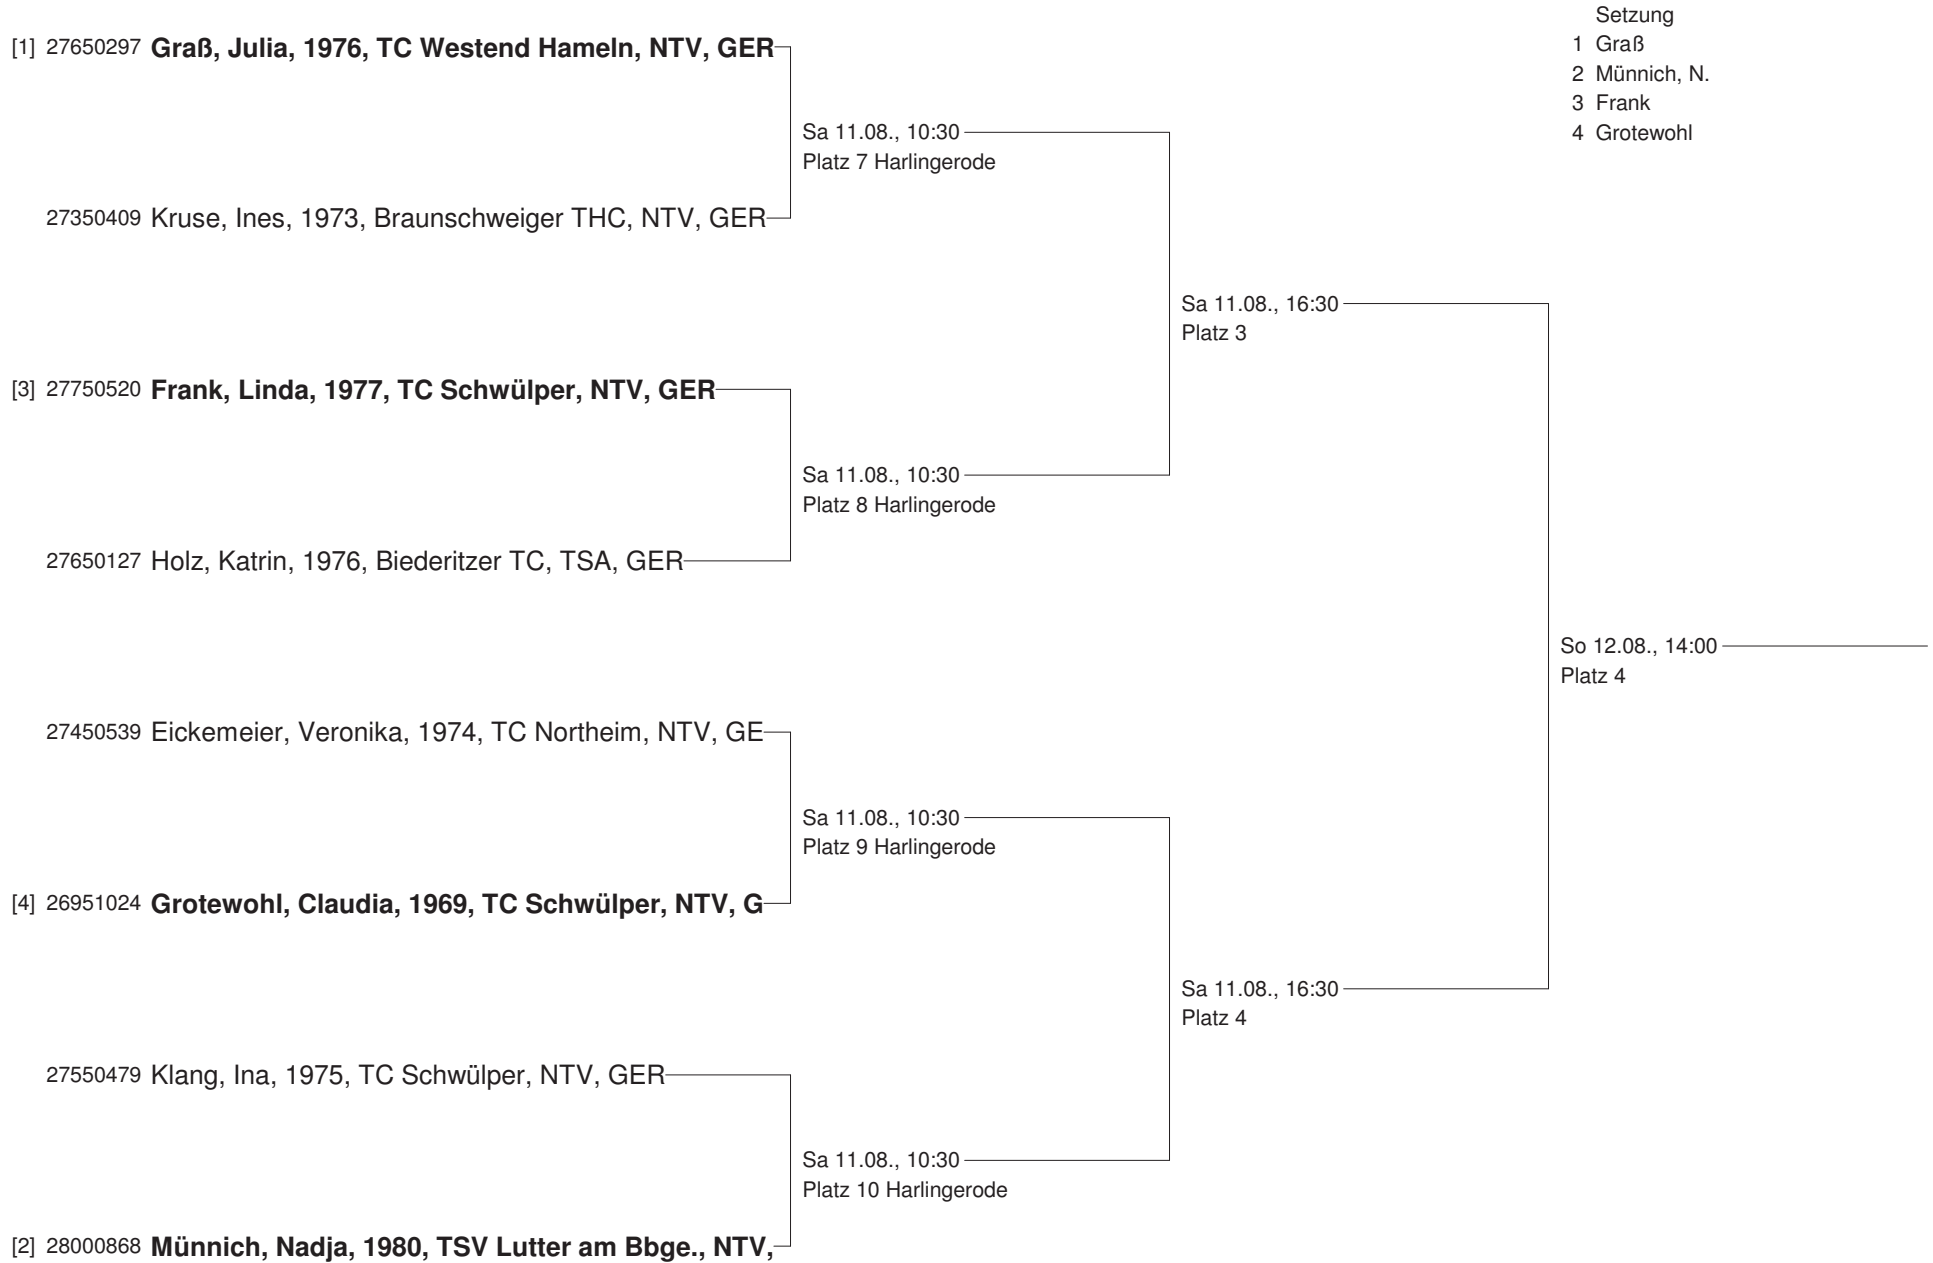 Setzung
1 Graß
2 Münnich, N.
3 Frank
4 Grotewohl
[1] 27650297 Graß, Julia, 1976, TC Westend Hameln, NTV, GER
Sa 11.08., 10:30
Platz 7 Harlingerode
27350409 Kruse, Ines, 1973, Braunschweiger THC, NTV, GER
Sa 11.08., 16:30
Platz 3
[3] 27750520 Frank, Linda, 1977, TC Schwülper, NTV, GER
Sa 11.08., 10:30
Platz 8 Harlingerode
27650127 Holz, Katrin, 1976, Biederitzer TC, TSA, GER
So 12.08., 14:00
Platz 4
27450539 Eickemeier, Veronika, 1974, TC Northeim, NTV, GE
Sa 11.08., 10:30
Platz 9 Harlingerode
[4] 26951024 Grotewohl, Claudia, 1969, TC Schwülper, NTV, G
Sa 11.08., 16:30
Platz 4
27550479 Klang, Ina, 1975, TC Schwülper, NTV, GER
Sa 11.08., 10:30
Platz 10 Harlingerode
[2] 28000868 Münnich, Nadja, 1980, TSV Lutter am Bbge., NTV,